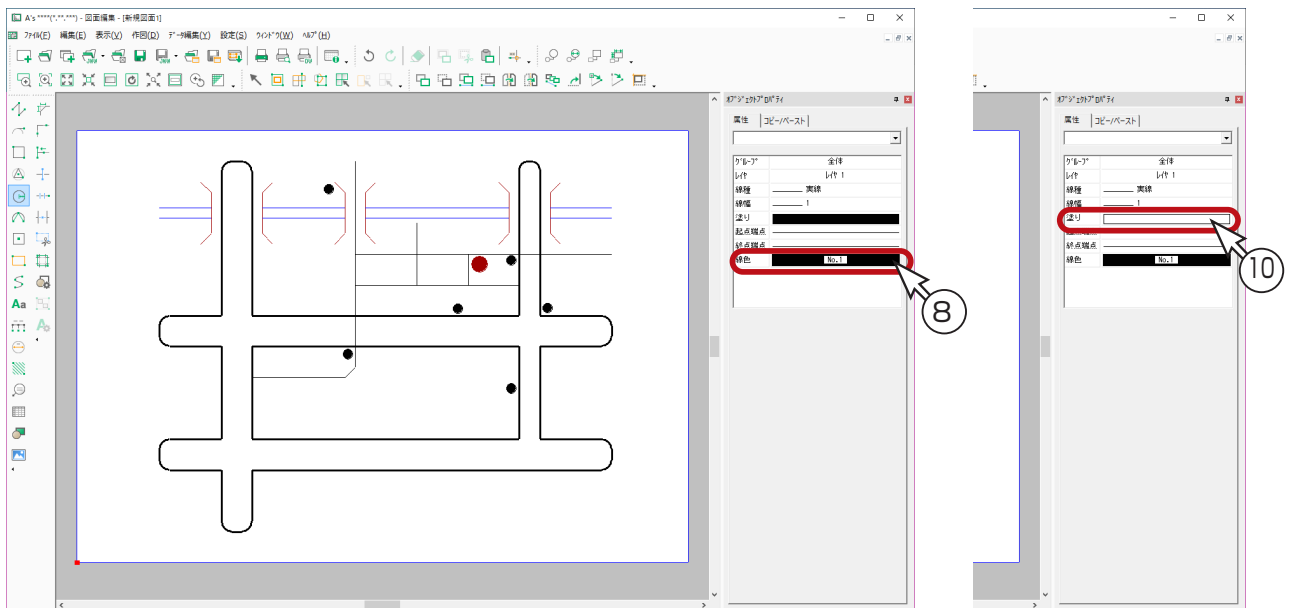 A's ****(*.**.***) - 図面編集 - [新規図面1]
ﾌｧｲﾙ(F) 編集(E) 表示(V) 作図(D) ﾃﾞｰﾀ編集(Y) 設定(S) ｳｨﾝﾄﾞｳ(W) ﾍﾙﾌﾟ(H)
JWW
JWW
Aa
A
ｵﾌﾞｼﾞｪｸﾄﾌﾟﾛﾊﾟﾃｨ
属性 コピー/ペースト
ｸﾞﾙｰﾌﾟ 全体
ﾚｲﾔ ﾚｲﾔ 1
線種 実線
線幅 1
塗り
起点端点
終点端点
線色 No.1
⑧
ｵﾌﾞｼﾞｪｸﾄﾌﾟﾛﾊﾟﾃｨ
属性 コピー/ペースト
ｸﾞﾙｰﾌﾟ 全体
ﾚｲﾔ ﾚｲﾔ 1
線種 実線
線幅 1
塗り
終点端点
線色 No.1
⑩